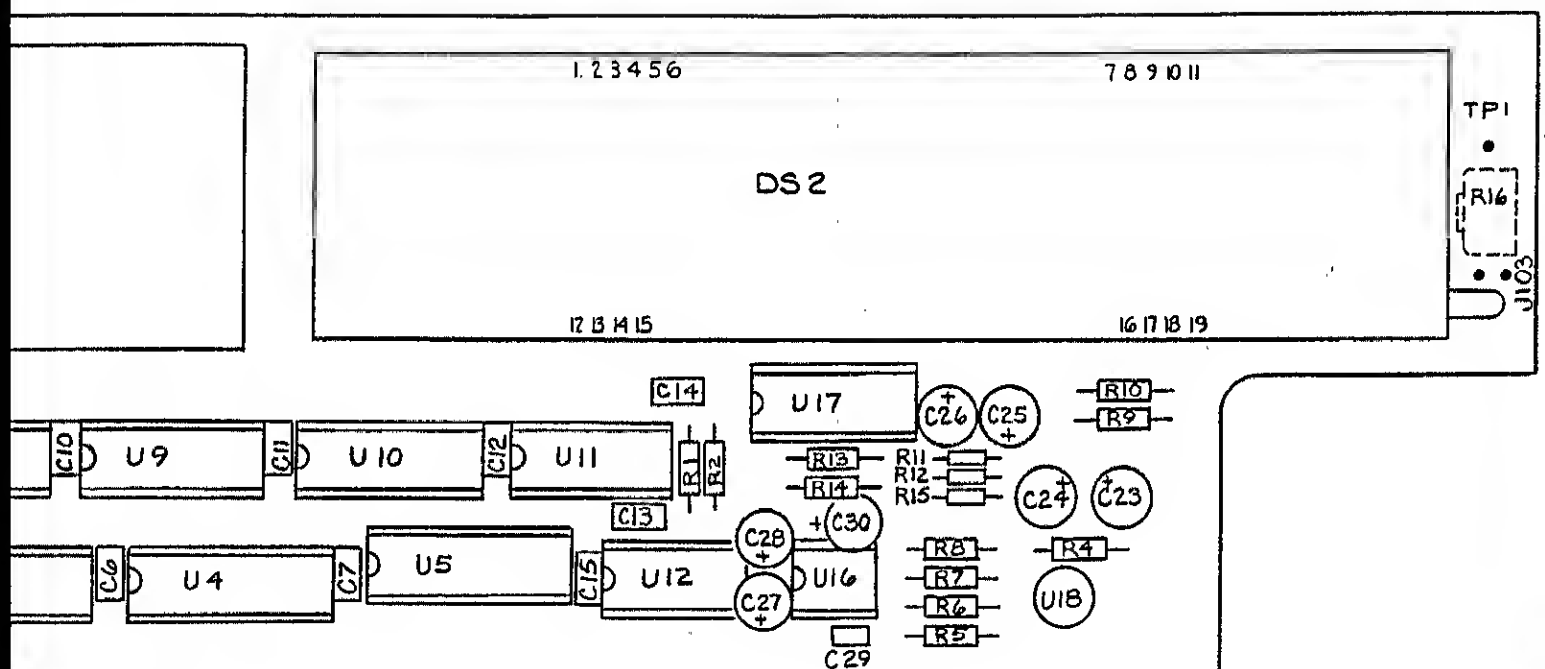 1. 2 3 4 5 6
7 8 9 10 11
TP1
DS 2
R16
J103
12 13 14 15
16 17 18 19
C14
U17
C26
+
C25
+
R10
R9
C10
U9
C11
U10
C12
U11
R1
R2
R13
R14
R11
R12
R15
C24
+
C23
+
C13
C28
+
+
C30
C6
U4
C7
U5
C15
U12
C27
+
U16
R8
R7
R6
R5
R4
U18
C29